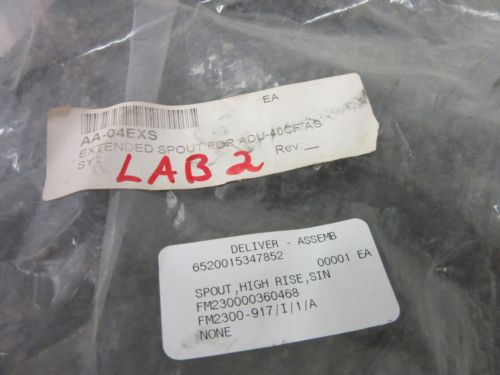 EA
AA-04EXS
EXTENDED SPOUT FOR ADU-40CF AS
SY Rev:__
LAB 2
DELIVER - ASSEMB
6520015347852 00001 EA
SPOUT,HIGH RISE,SIN
FM230000360468
FM2300-917/I/1/A
NONE